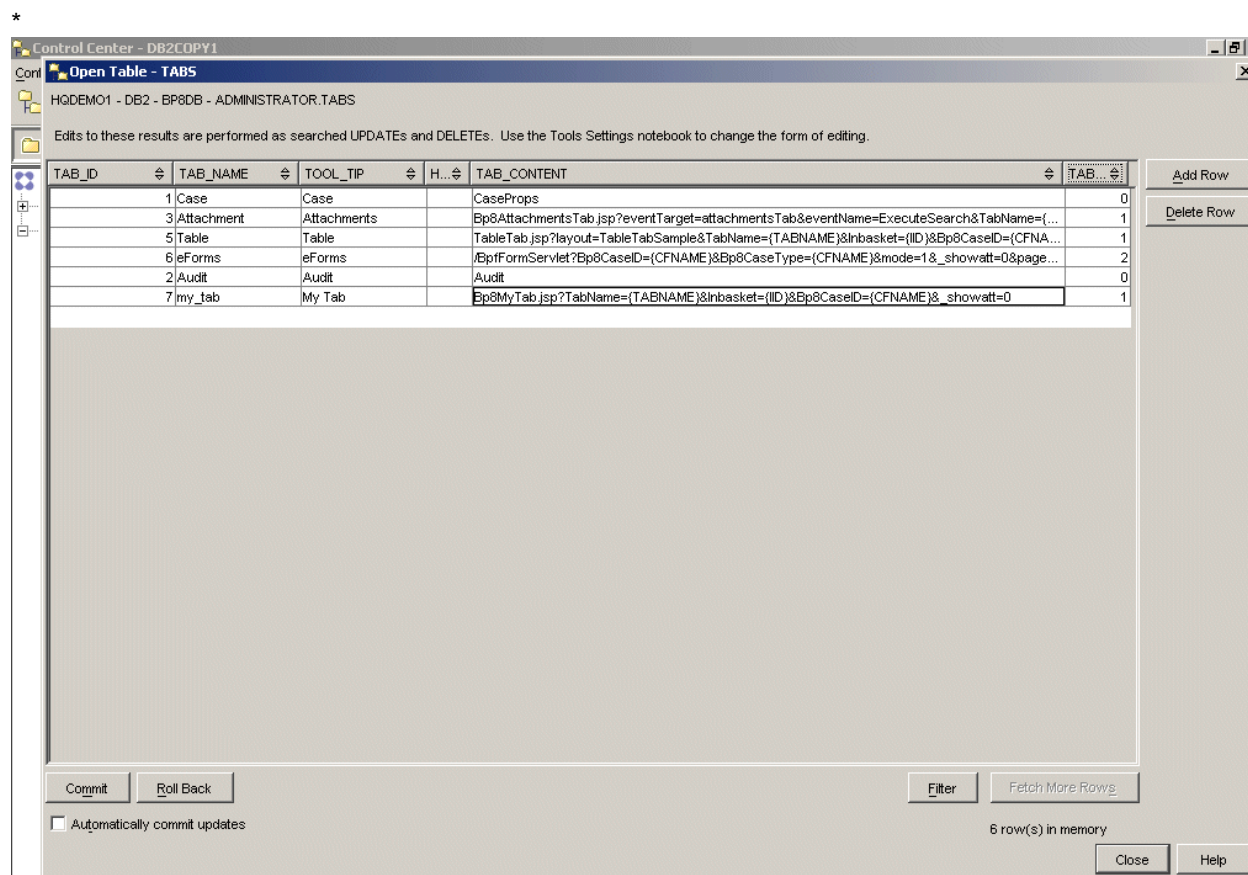 *
Control Center - DB2COPY1
Open Table - TABS
HQDEMO1 - DB2 - BP8DB - ADMINISTRATOR.TABS
Edits to these results are performed as searched UPDATEs and DELETEs. Use the Tools Settings notebook to change the form of editing.
TAB_ID TAB_NAME TOOL_TIP H... TAB_CONTENT TAB...
1 Case Case CaseProps 0
3 Attachment Attachments Bp8AttachmentsTab.jsp?eventTarget=attachmentsTab&eventName=ExecuteSearch&TabName={... 1
5 Table Table TableTab.jsp?layout=TableTabSample&TabName={TABNAME}&Inbasket={IID}&Bp8CaseID={CFNA... 1
6 eForms eForms /BpfFormServlet?Bp8CaseID={CFNAME}&Bp8CaseType={CFNAME}&mode=1&_showatt=0&page... 2
2 Audit Audit Audit 0
7 my_tab My Tab Bp8MyTab.jsp?TabName={TABNAME}&Inbasket={IID}&Bp8CaseID={CFNAME}&_showatt=0 1
Add Row
Delete Row
Commit Roll Back Filter Fetch More Rows
Automatically commit updates
6 row(s) in memory
Close Help